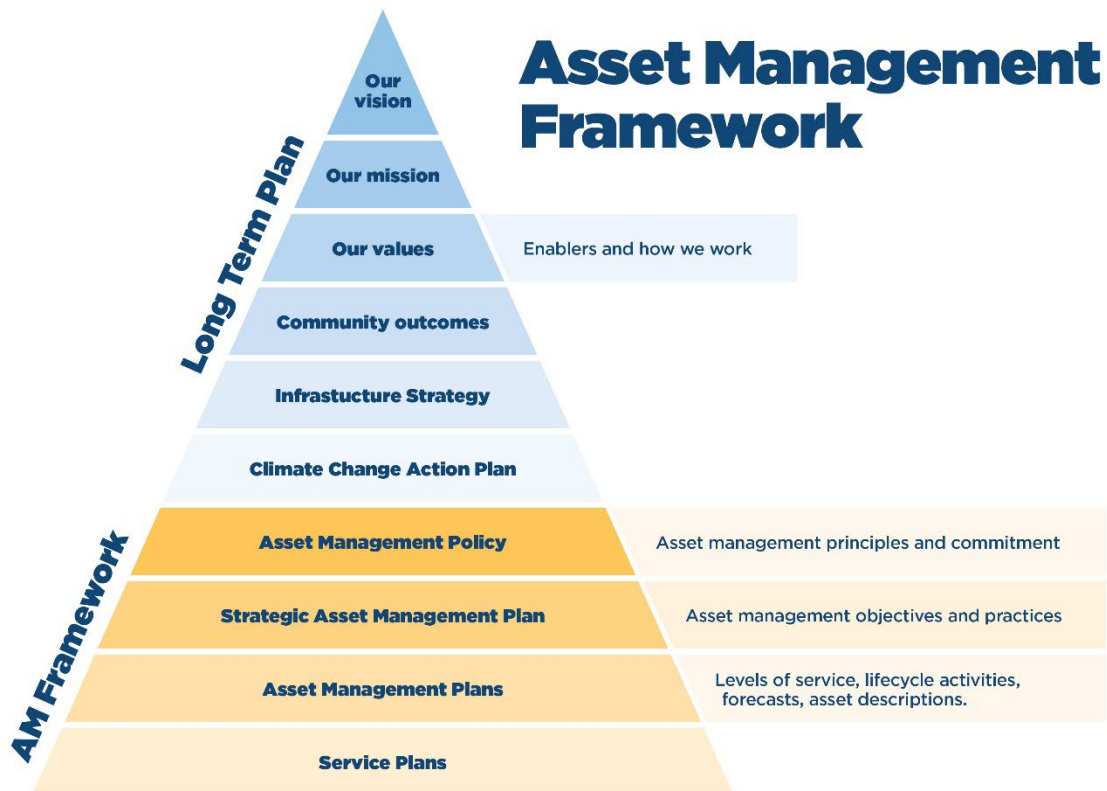 Asset Management
Framework
Our
vision
Our mission
Our values
Enablers and how we work
Community outcomes
Infrastucture Strategy
Climate Change Action Plan
Long Term Plan
Asset Management Policy
Asset management principles and commitment
Strategic Asset Management Plan
Asset management objectives and practices
Asset Management Plans
Levels of service, lifecycle activities,
forecasts, asset descriptions.
Service Plans
AM Framework